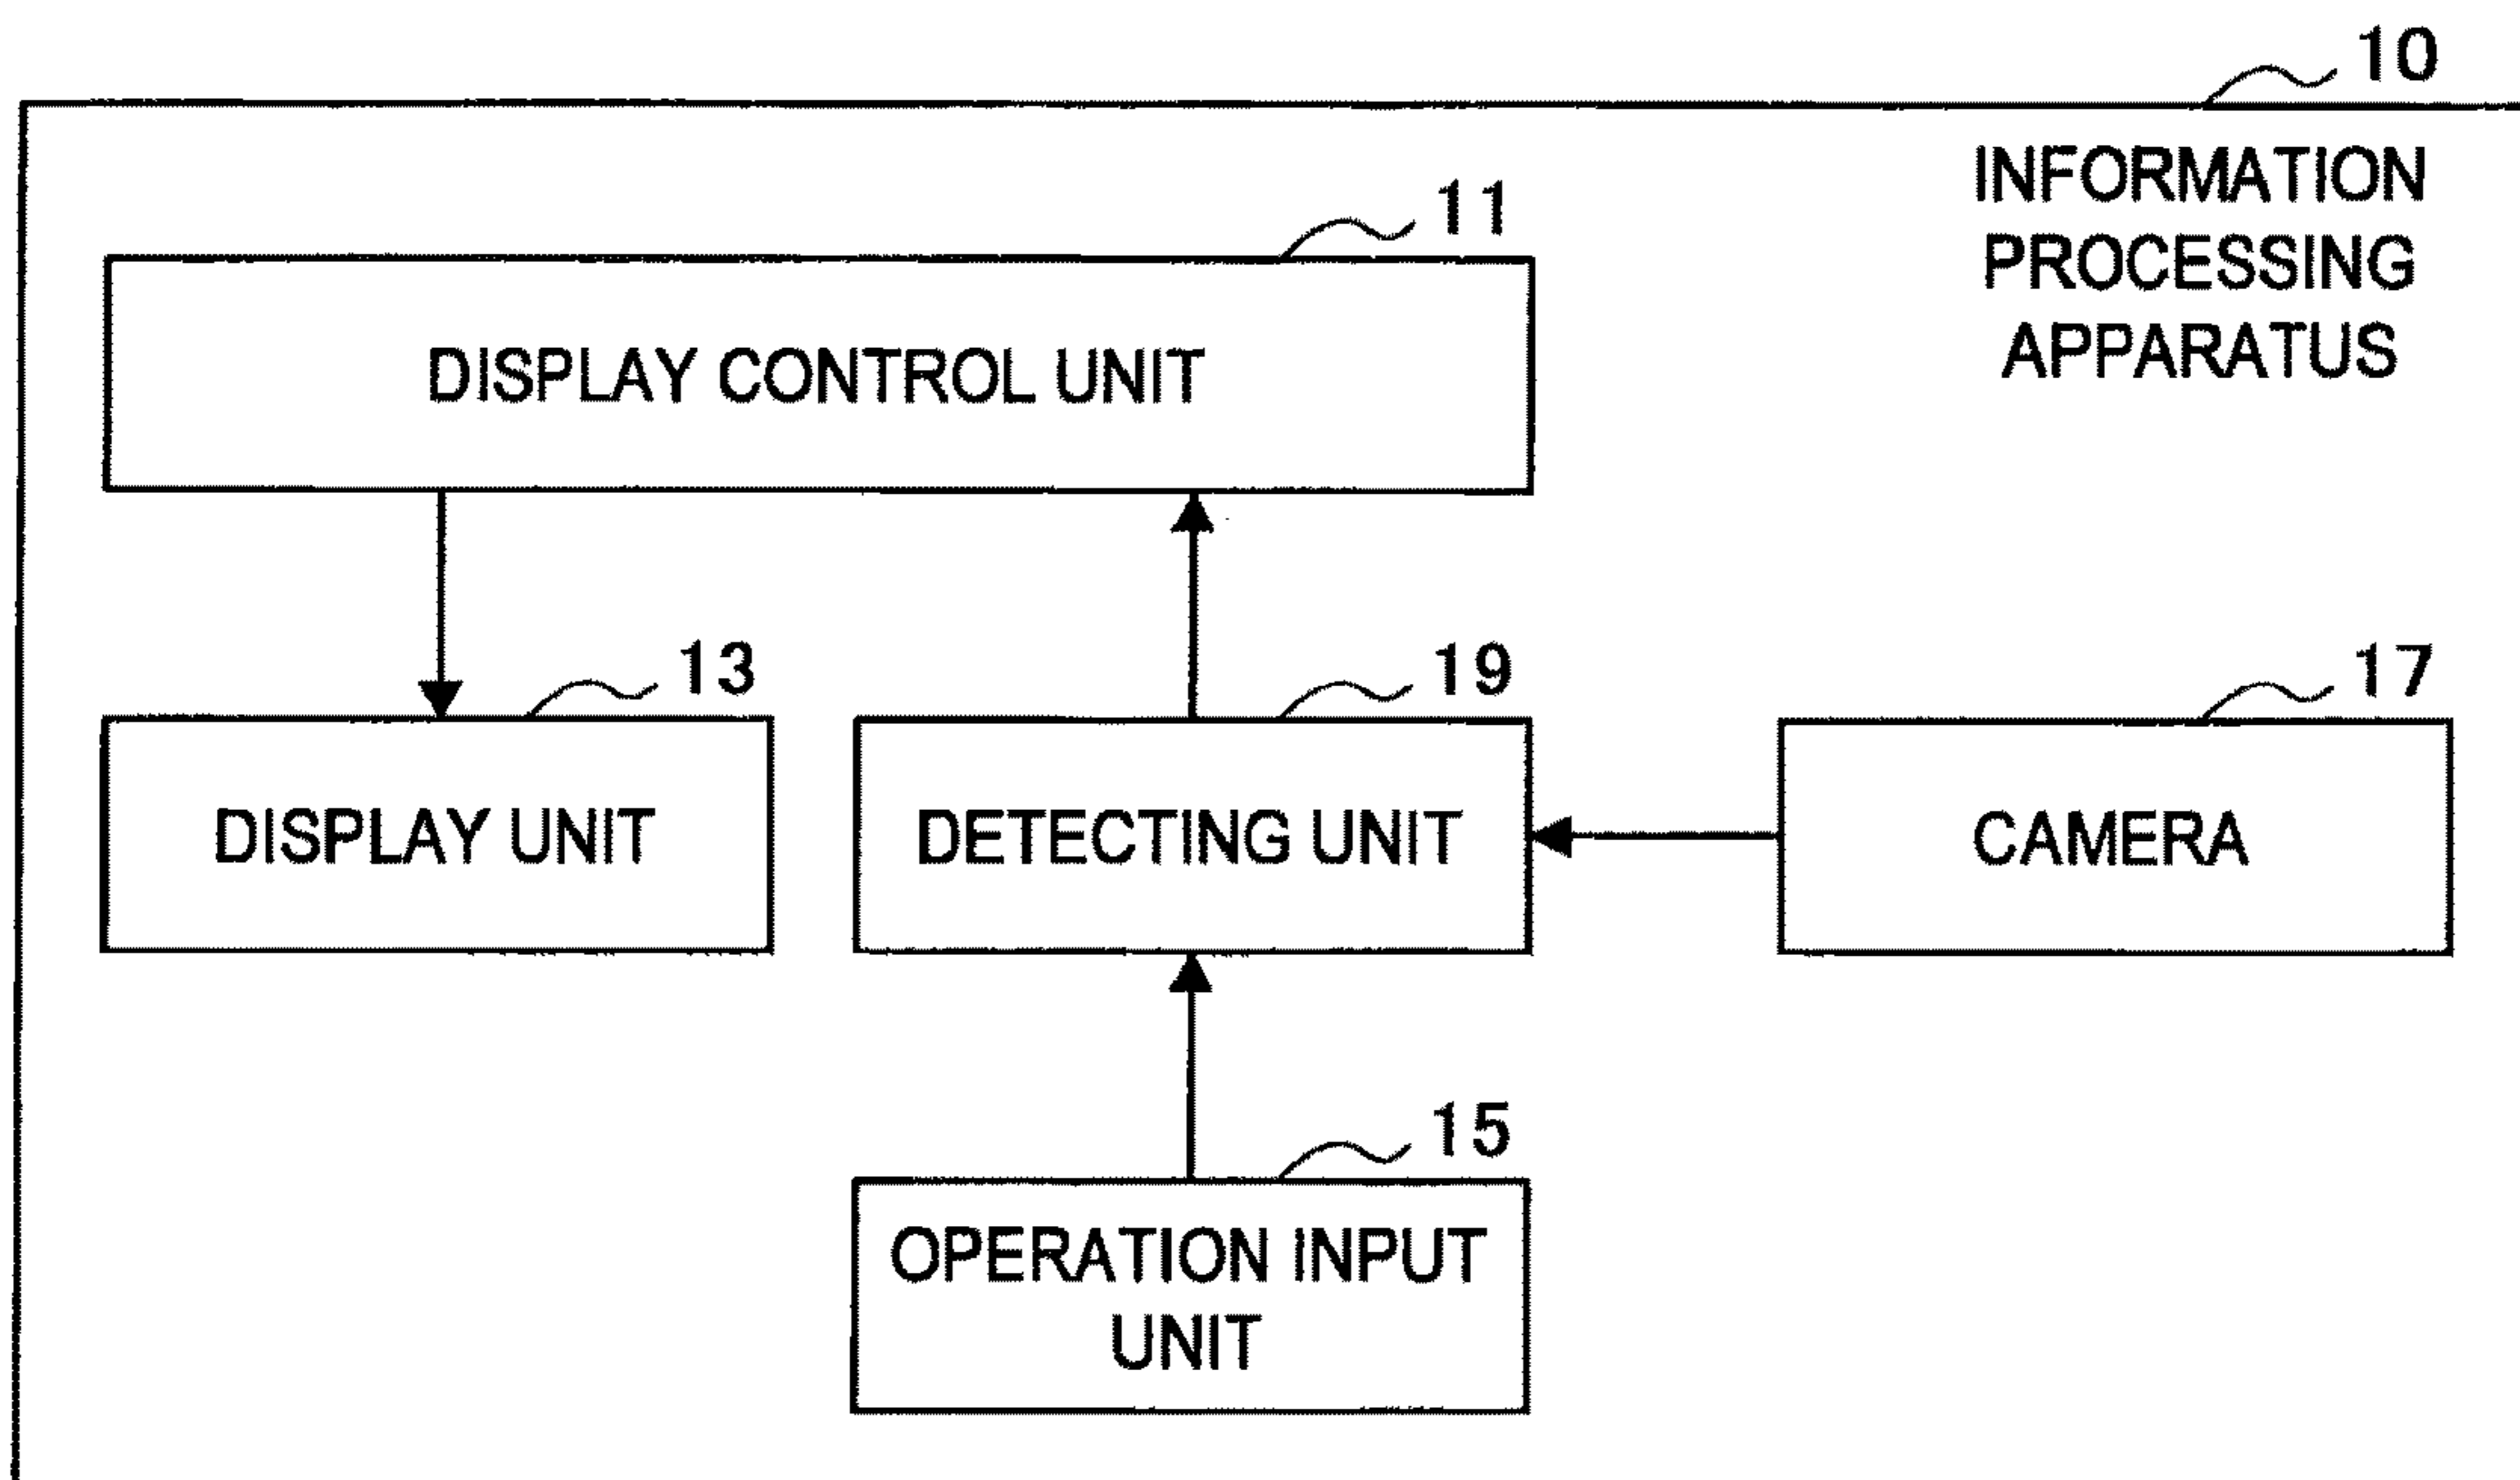 10
INFORMATION
PROCESSING
APPARATUS
11
DISPLAY CONTROL UNIT
13
19
17
DISPLAY UNIT
DETECTING UNIT
CAMERA
15
OPERATION INPUT
UNIT